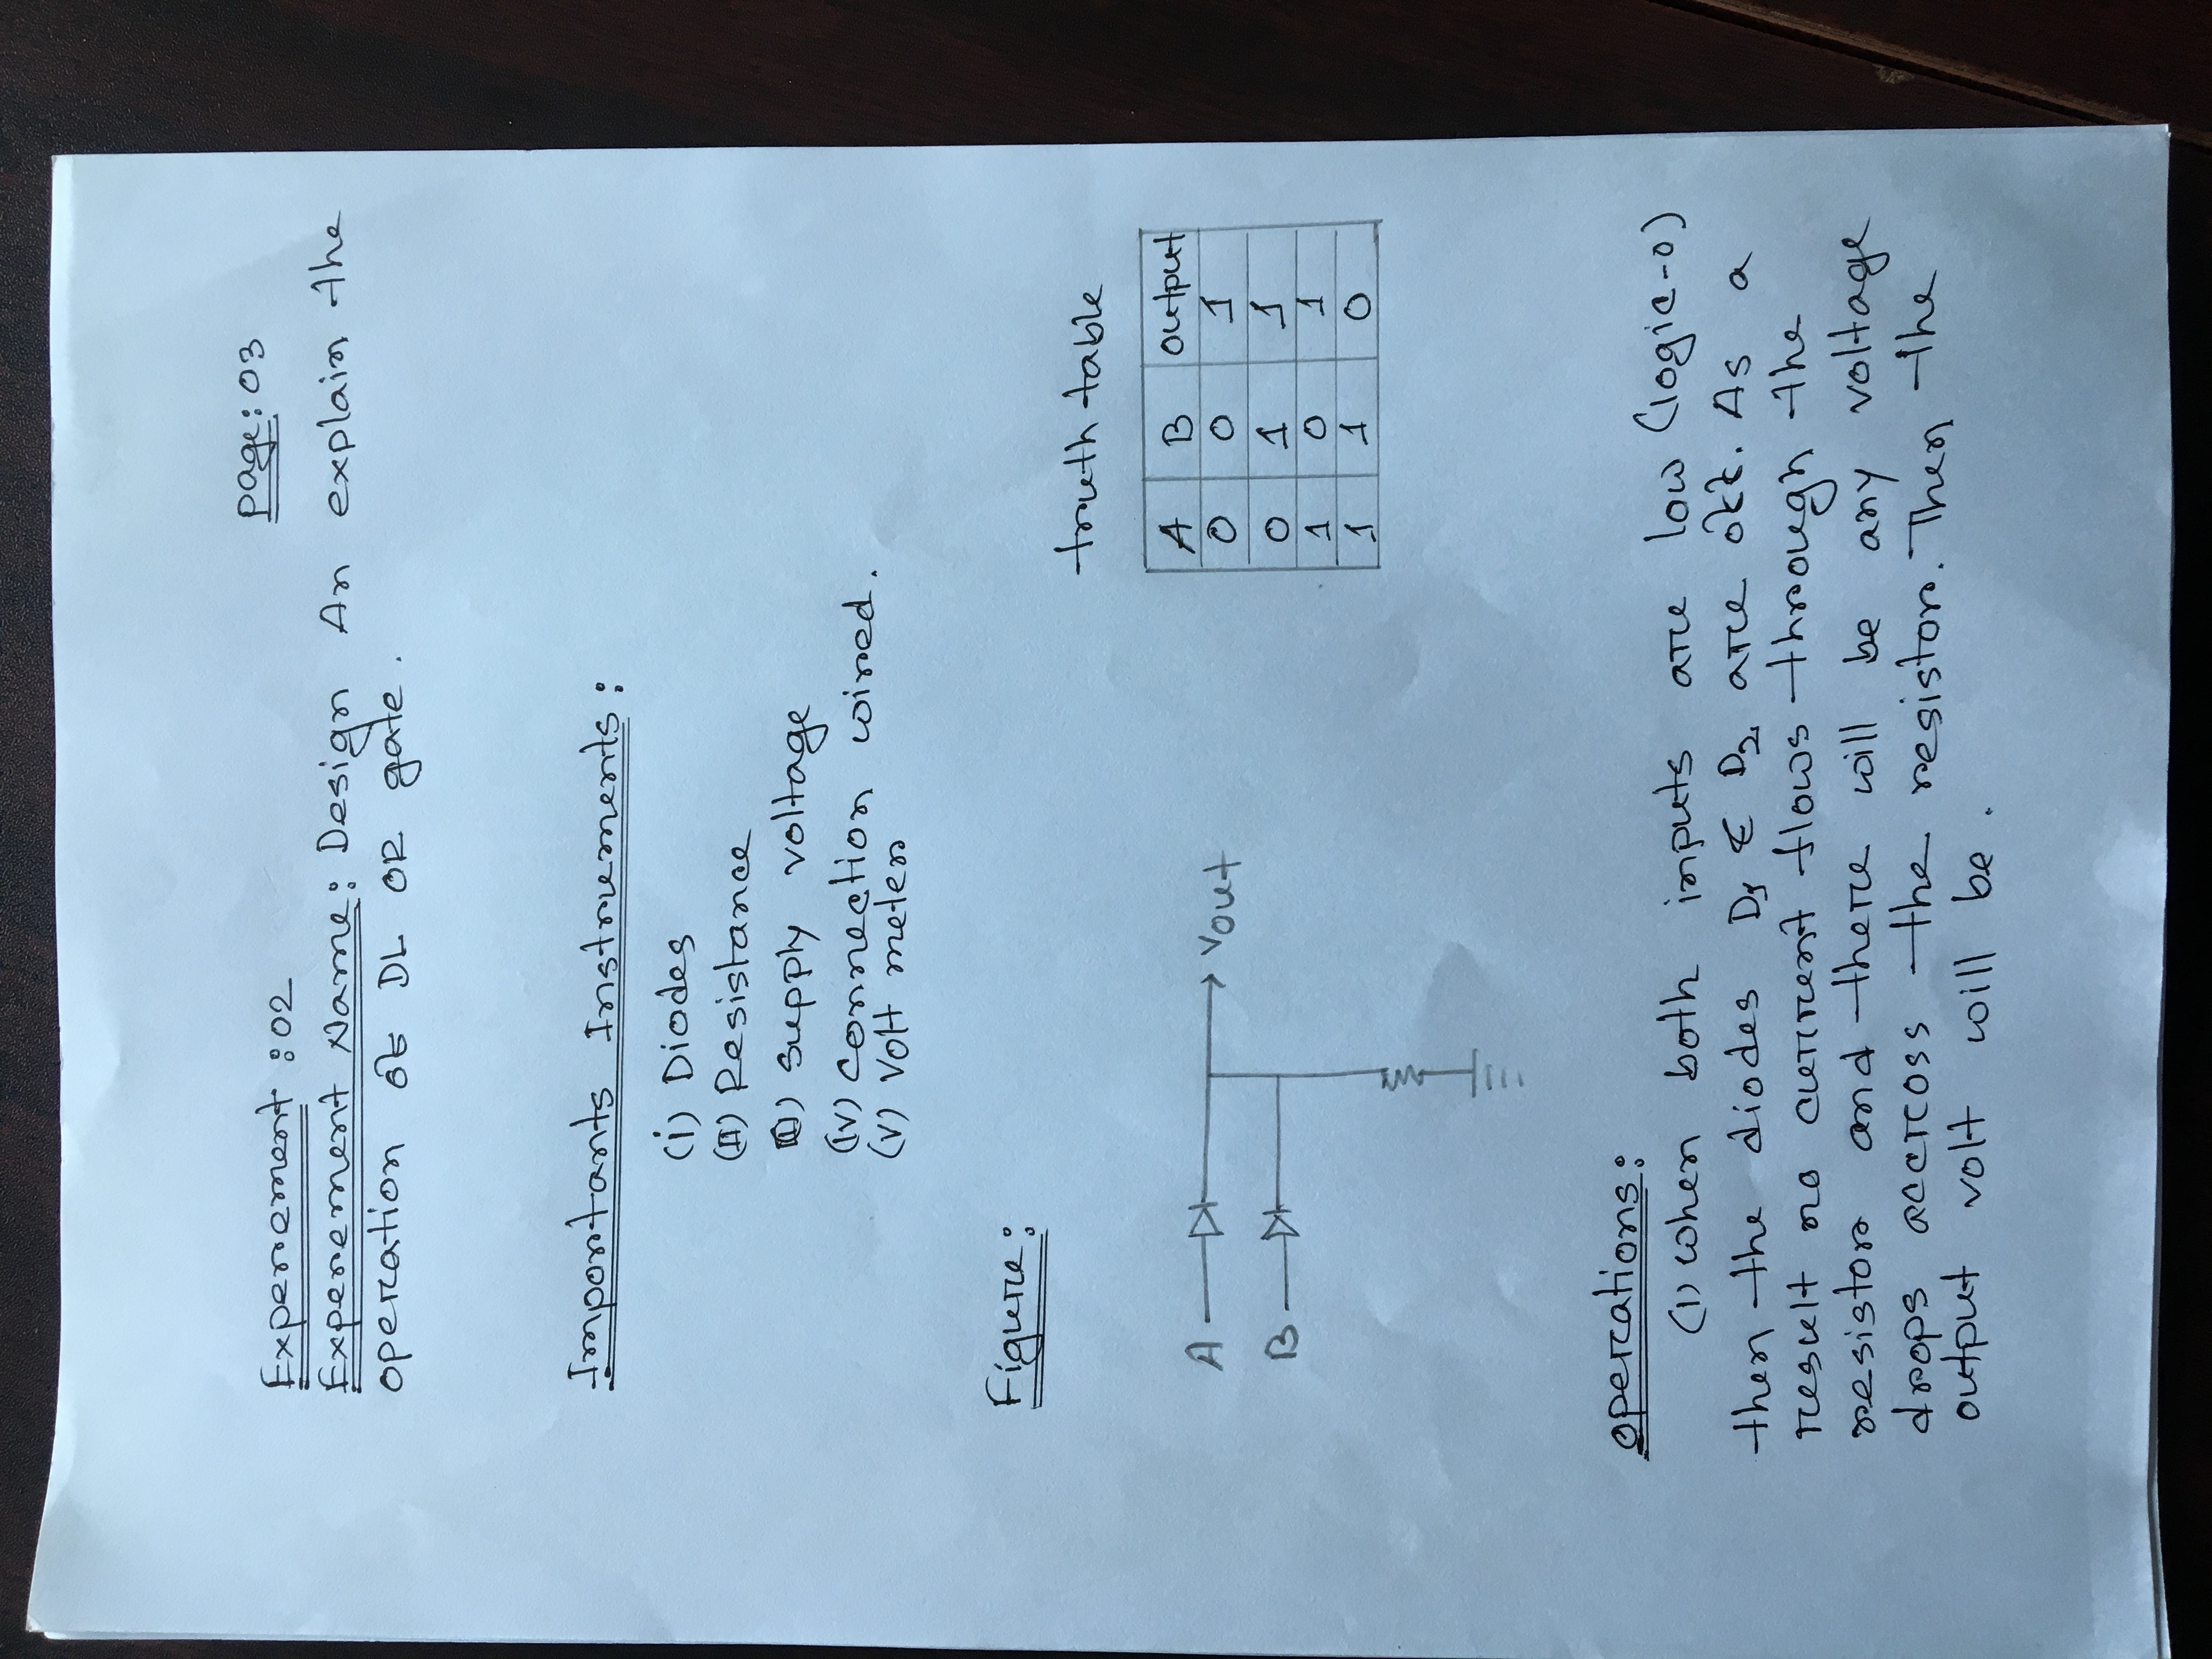 page: 03
Experement : 02
Experement Name: Design An explain the
operation of DL OR gate.
Importants Instruments:
(i) Diodes
(II) Resistance
) Supply voltage
(IV) Connection wired.
(V) Volt meter
Figure:
truth table
A B output
0 0 1
0 1 1
1 0 1
1 1 0
A Vout
B
operations:
(1) when both inputs are low (logic-0)
then the diodes D1 & D2 are off. As a
result no current flows through the
resistor and there will be any voltage
drops accross the resistor. Then the
output volt will be .